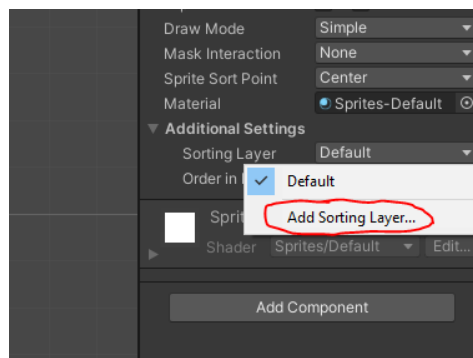 Draw Mode Simple
Mask Interaction None
Sprite Sort Point Center
Material Sprites-Default
Additional Settings
Sorting Layer Default
Order in
Default
Add Sorting Layer...
Shader Sprites/Default Edit...
Add Component